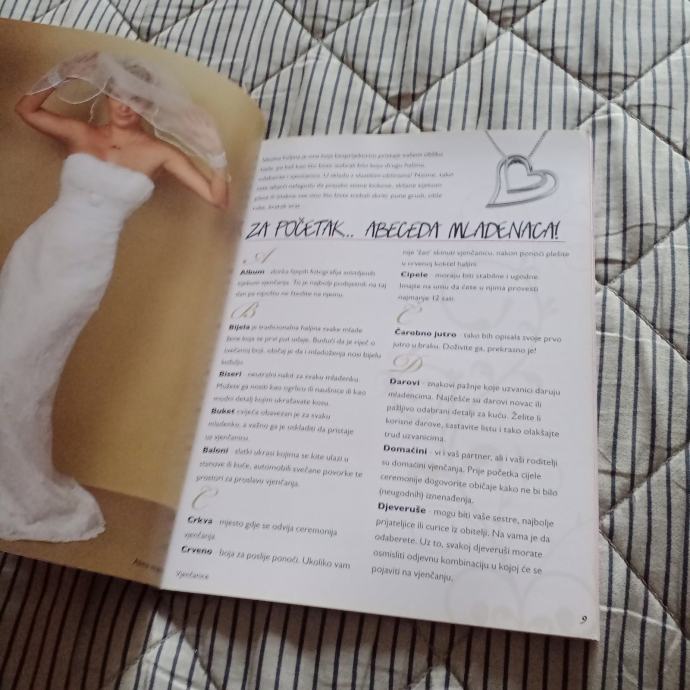 ZA POČETAK... ABECEDA MLADENACA!
A
Album - zbirka lijepih fotografija snimljenih
tijekom vjenčanja. To je najbolji podsjetnik na taj
dan pa nipošto ne štedite na njemu.
B
Bijela je tradicionalna haljina svake mlade
žene koja se prvi put udaje. Budući da je riječ o
svečanoj boji, običaj je da i mladoženja nosi bijelu
košulju.
Biseri - neutralni nakit za svaku mladenku.
Možete ga nositi kao ogrlicu ili naušnice ili kao
modni detalj kojim ukrašavate kosu.
Buket cvijeća obavezan je za svaku
mladenku, a važno ga je uskladiti da pristaje
uz vjenčanicu.
Baloni - slatki ukrasi kojima se kite ulazi u
stanove ili kuće, automobili svečane povorke te
prostori za proslavu vjenčanja.
C
Crkva - mjesto gdje se odvija ceremonija
vjenčanja.
Crveno - boja za poslije ponoći. Ukoliko vam
nije 'žao' skinuti vjenčanicu, nakon ponoći plešite
u crvenoj koktel haljini.
Cipele - moraju biti stabilne i ugodne.
Imajte na umu da ćete u njima provesti
najmanje 12 sati.
Č
Čarobno jutro - tako bih opisala svoje prvo
jutro u braku. Doživite ga, prekrasno je!
D
Darovi - znakovi pažnje koje uzvanici daruju
mladencima. Najčešće su darovi novac ili
pažljivo odabrani detalji za kuću. Želite li
korisne darove, sastavite listu i tako olakšajte
trud uzvanicima.
Domaćini - vi i vaš partner, ali i vaši roditelji
su domaćini vjenčanja. Prije početka cijele
ceremonije dogovorite običaje kako ne bi bilo
(neugodnih) iznenađenja.
Djeveruše - mogu biti vaše sestre, najbolje
prijateljice ili curice iz obitelji. Na vama je da
odaberete. Uz to, svakoj djeveruši morate
osmisliti odjevnu kombinaciju u kojoj će se
pojaviti na vjenčanju.
Vjenčanice
9